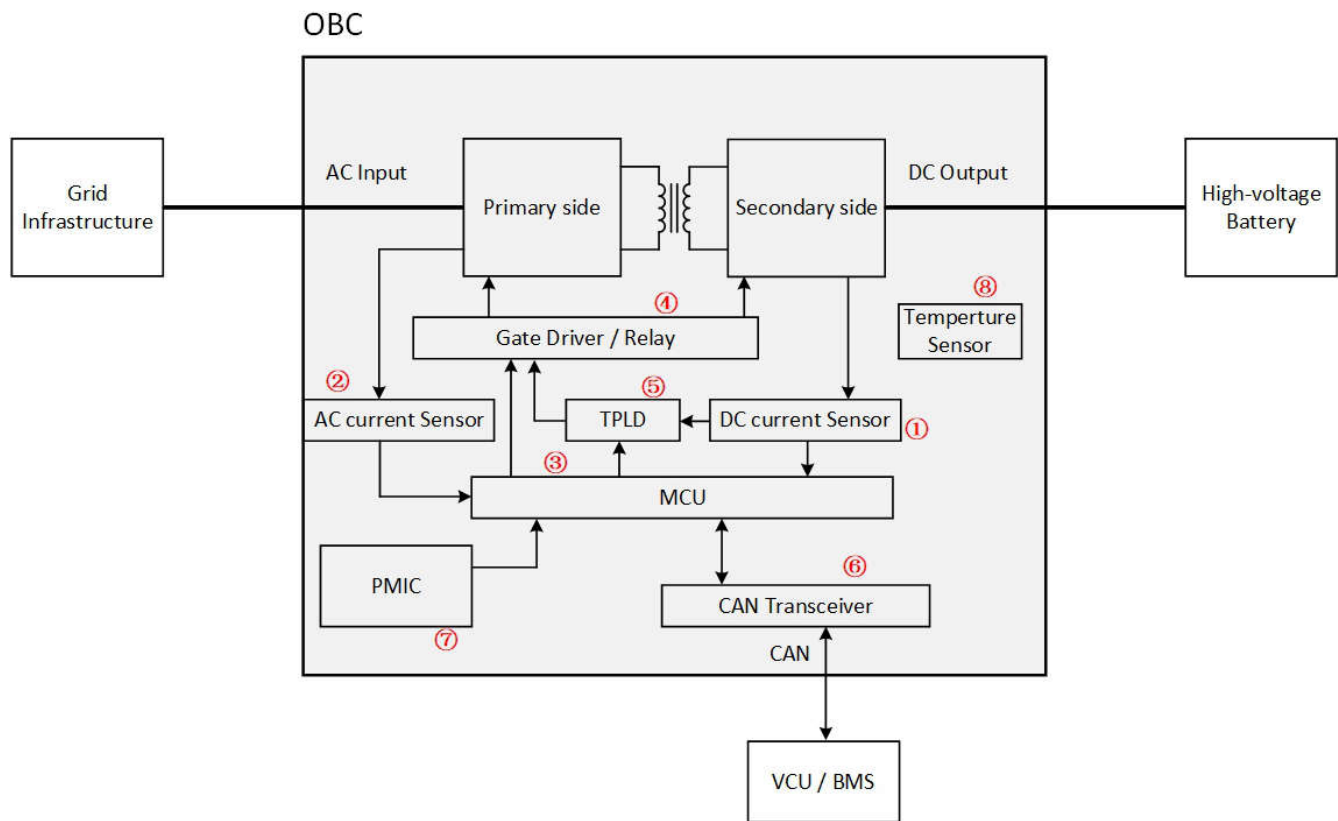 OBC
Grid
Infrastructure
AC Input
Primary side
Secondary side
DC Output
High-voltage
Battery
④
Gate Driver / Relay
⑧
Temperture
Sensor
②
AC current Sensor
⑤
TPLD
DC current Sensor
①
③
MCU
PMIC
⑦
⑥
CAN Transceiver
CAN
VCU / BMS